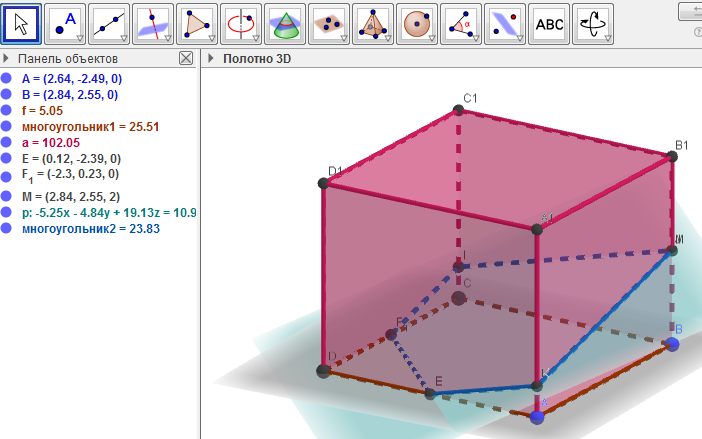 A
α
ABC
Панель объектов
Полотно 3D
A = (2.64, -2.49, 0)
B = (2.84, 2.55, 0)
f = 5.05
многоугольник1 = 25.51
a = 102.05
E = (0.12, -2.39, 0)
F₁ = (-2.3, 0.23, 0)
M = (2.84, 2.55, 2)
p: -5.25x - 4.84y + 19.13z = 10.9
многоугольник2 = 23.83
C1
B1
D1
A1
M
I
C
F₁
B
D
E
L
A